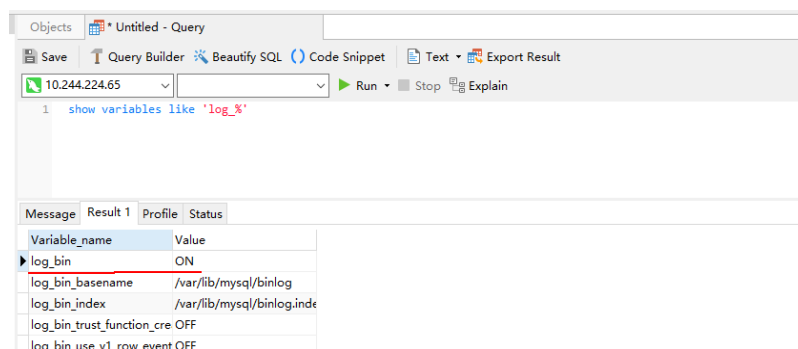 Objects * Untitled - Query
Save Query Builder Beautify SQL () Code Snippet Text Export Result
10.244.224.65 Run Stop Explain
1 show variables like 'log_%'
Message Result 1 Profile Status
Variable_name Value
log_bin ON
log_bin_basename /var/lib/mysql/binlog
log_bin_index /var/lib/mysql/binlog.inde
log_bin_trust_function_cre OFF
log_bin_use_v1_row_event OFF